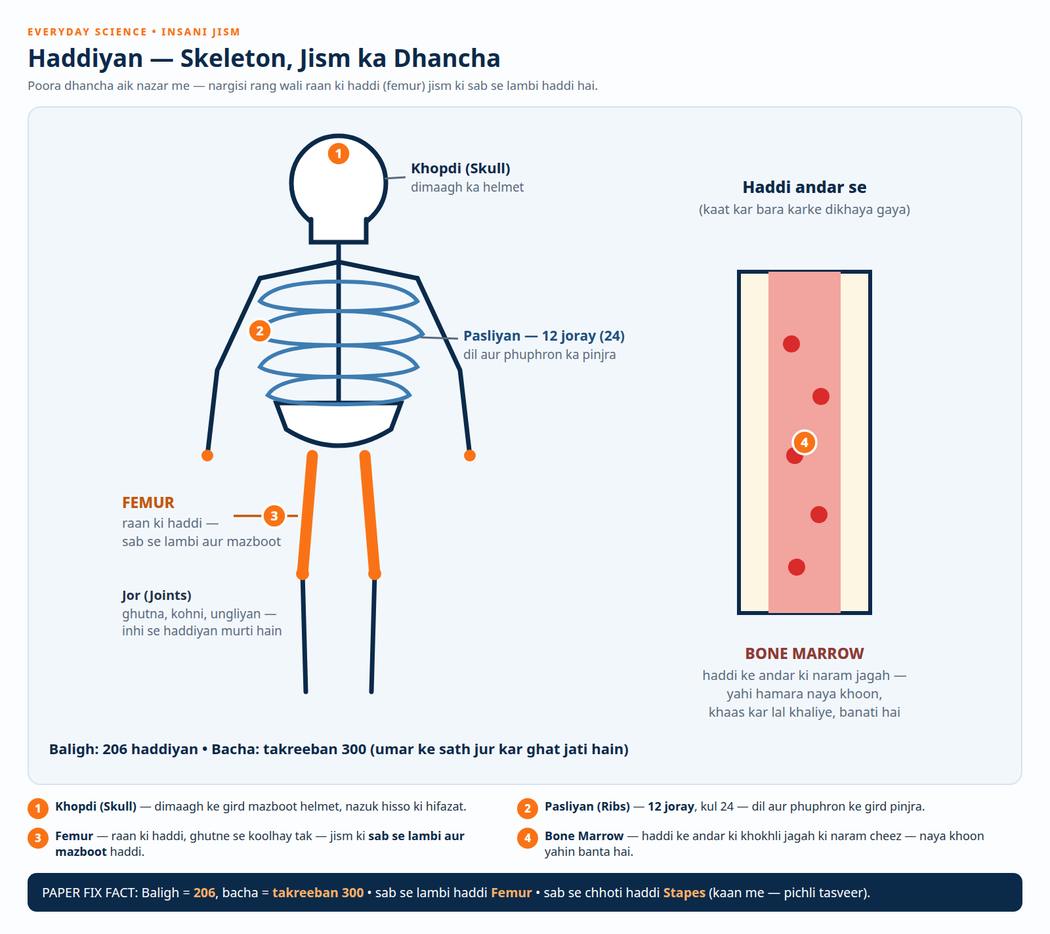 EVERYDAY SCIENCE • INSANI JISM
Haddiyan — Skeleton, Jism ka Dhancha
Poora dhancha aik nazar me — nargisi rang wali raan ki haddi (femur) jism ki sab se lambi haddi hai.
1
Khopdi (Skull)
dimaagh ka helmet
Haddi andar se
(kaat kar bara karke dikhaya gaya)
2
Pasliyan — 12 joray (24)
dil aur phuphron ka pinjra
4
FEMUR
raan ki haddi —
sab se lambi aur mazboot
3
Jor (Joints)
ghutna, kohni, ungliyan —
inhi se haddiyan murti hain
BONE MARROW
haddi ke andar ki naram jagah —
yahi hamara naya khoon,
khaas kar lal khaliye, banati hai
Baligh: 206 haddiyan • Bacha: takreeban 300 (umar ke sath jur kar ghat jati hain)
1 Khopdi (Skull) — dimaagh ke gird mazboot helmet, nazuk hisso ki hifazat.
2 Pasliyan (Ribs) — 12 joray, kul 24 — dil aur phuphron ke gird pinjra.
3 Femur — raan ki haddi, ghutne se koolhay tak — jism ki sab se lambi aur
mazboot haddi.
4 Bone Marrow — haddi ke andar ki khokhli jagah ki naram cheez — naya khoon
yahin banta hai.
PAPER FIX FACT: Baligh = 206, bacha = takreeban 300 • sab se lambi haddi Femur • sab se chhoti haddi Stapes (kaan me — pichli tasveer).